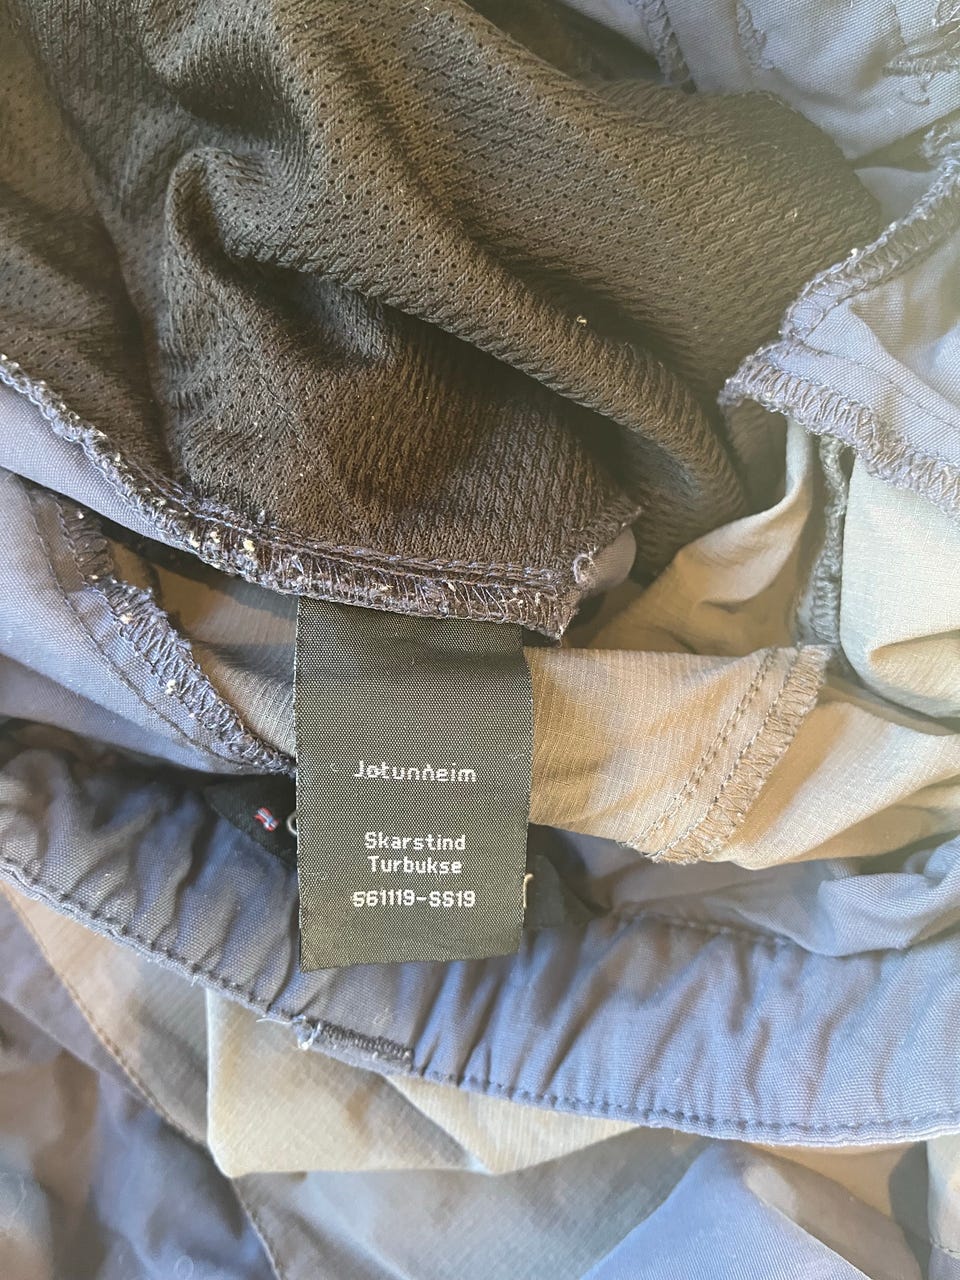 Jotunheim
Skarstind
Turbukse
561119-SS19